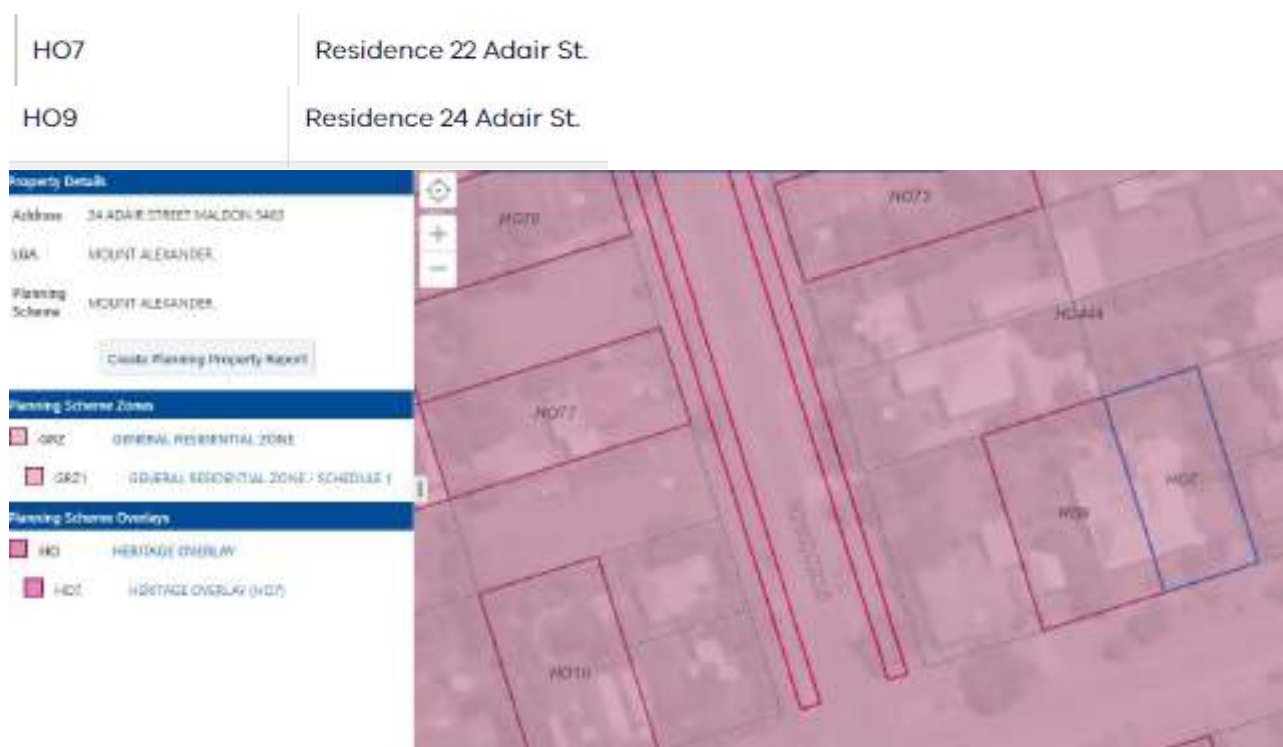 HO7 Residence 22 Adair St.
HO9 Residence 24 Adair St.
Property Details
Address 24 ADAIR STREET MALDON 3463
LGA MOUNT ALEXANDER
Planning Scheme MOUNT ALEXANDER
Create Planning Property Report
Planning Scheme Zones
GRZ GENERAL RESIDENTIAL ZONE
GRZ1 GENERAL RESIDENTIAL ZONE - SCHEDULE 1
Planning Scheme Overlays
HO HERITAGE OVERLAY
HO7 HERITAGE OVERLAY (HO7)
HO77
HO444
HO9
HO7